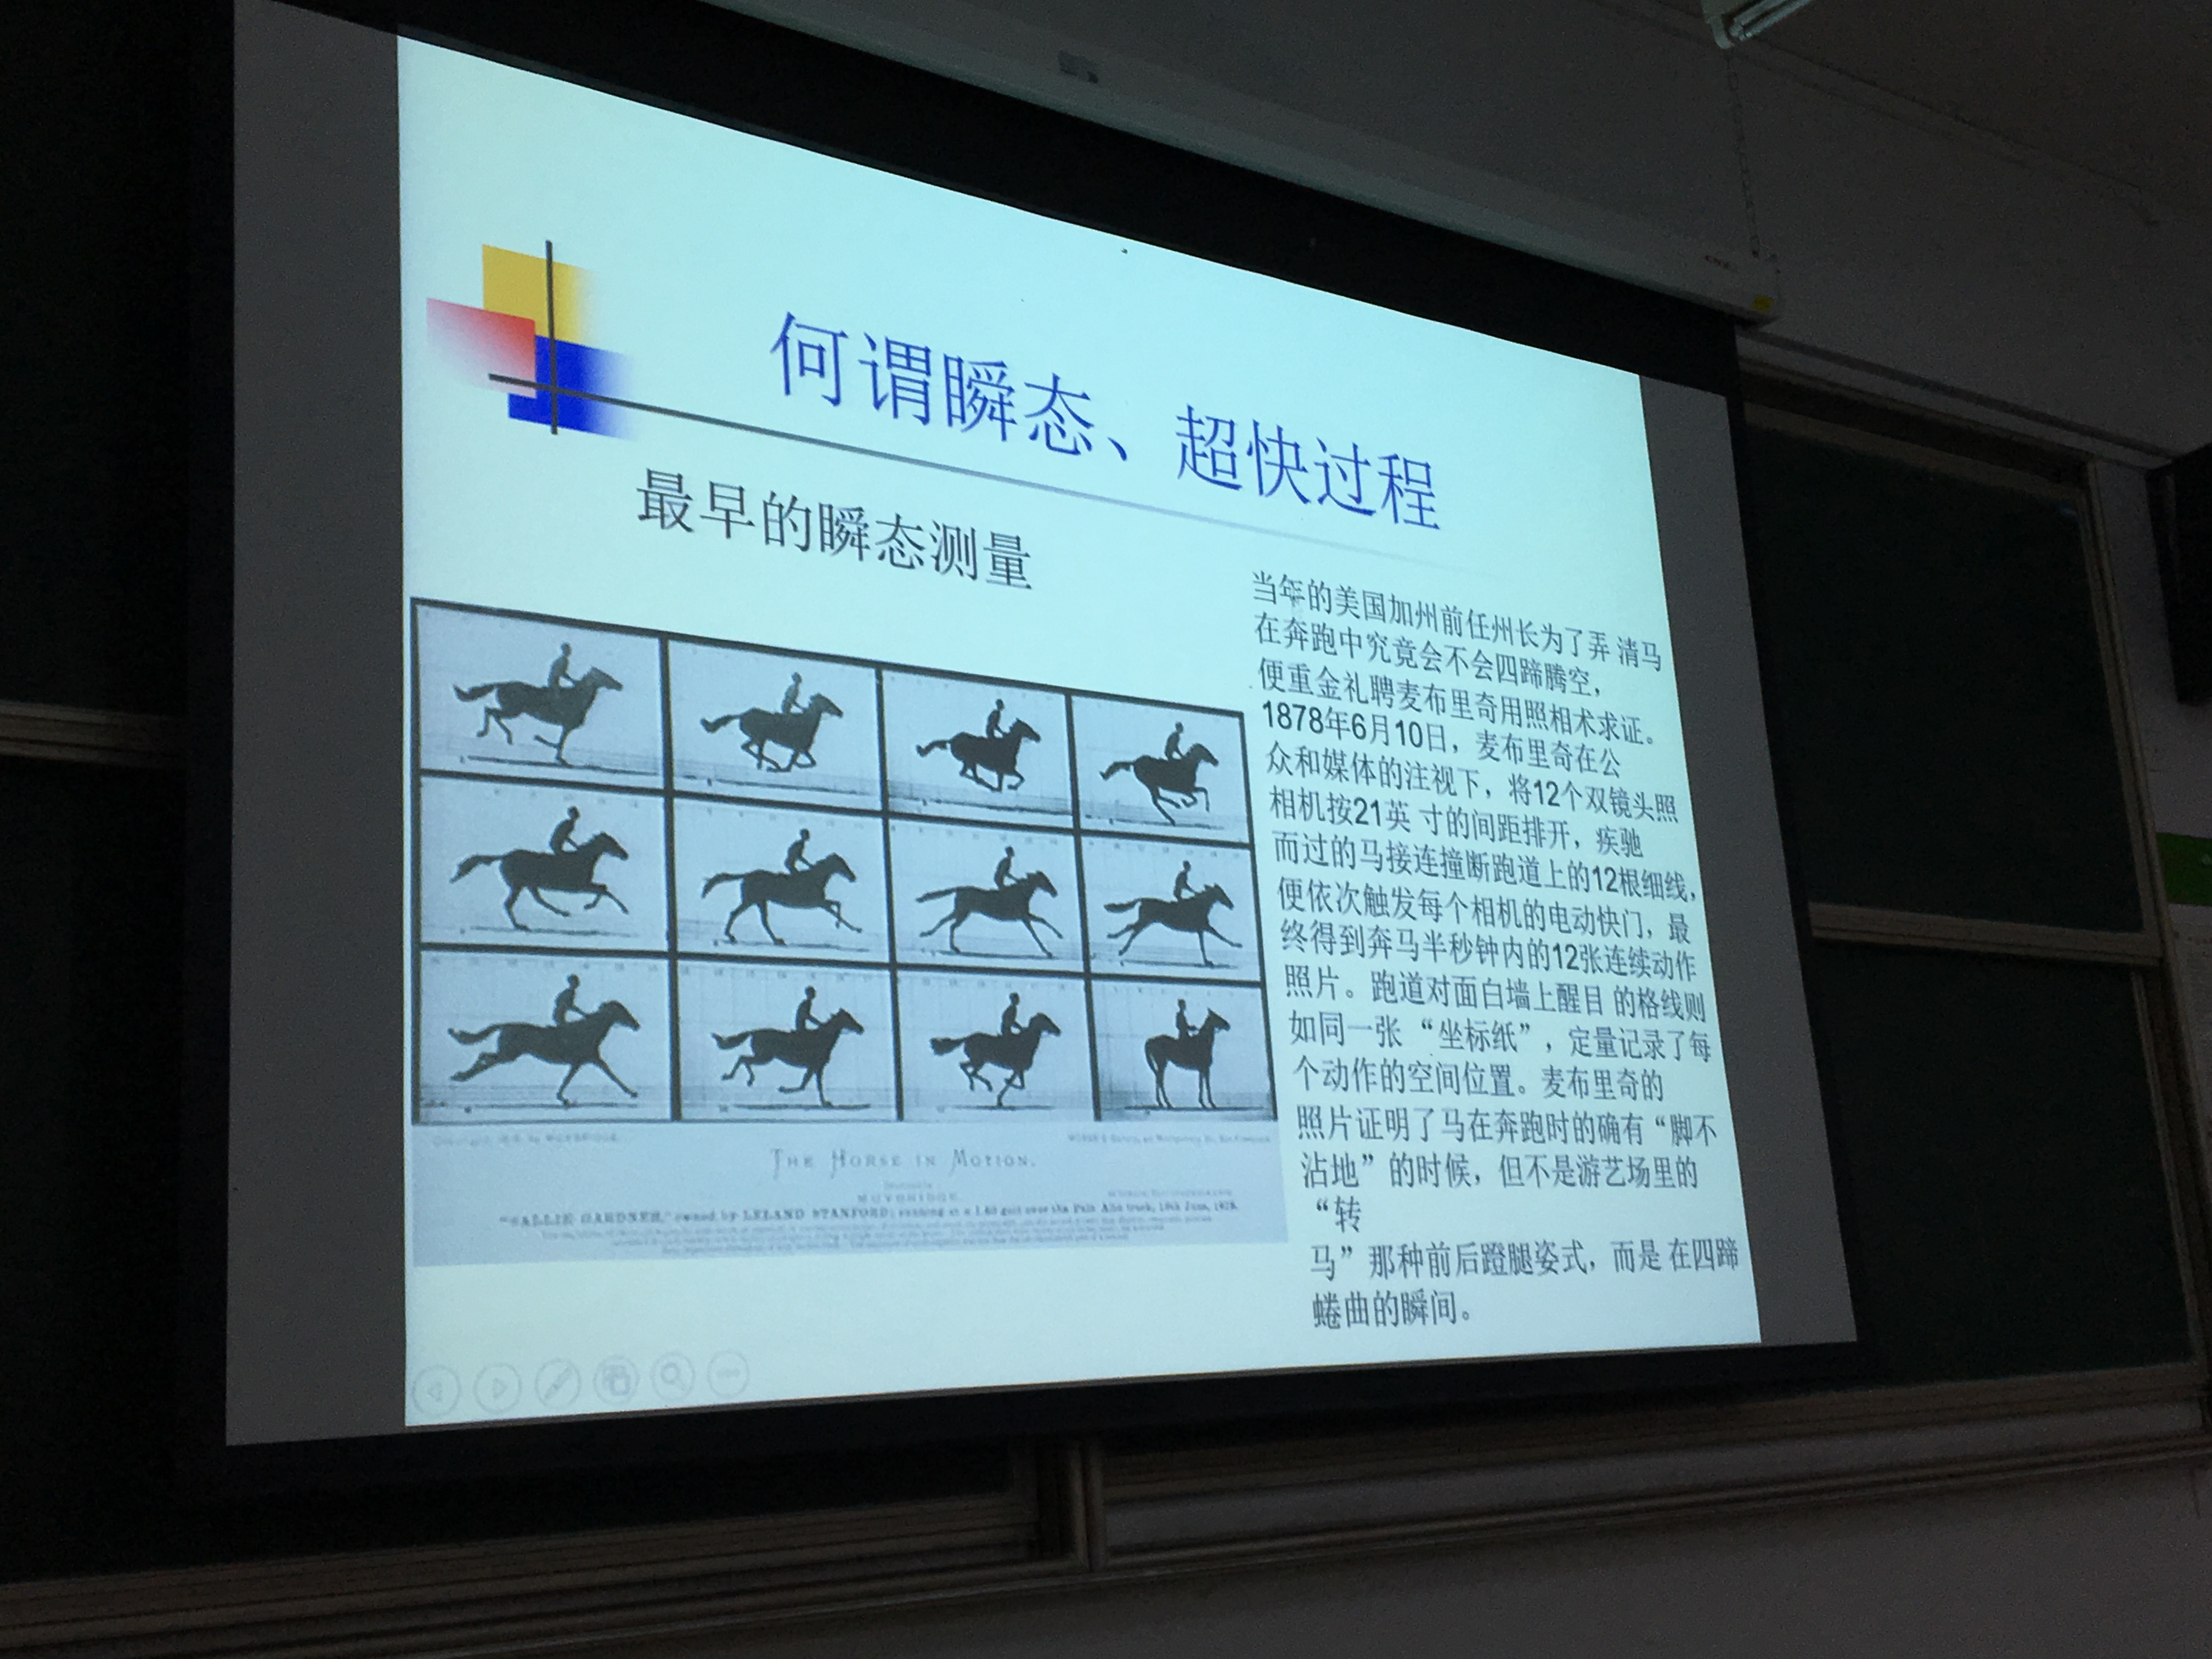 何谓瞬态、超快过程
最早的瞬态测量
当年的美国加州前任州长为了弄 清马
在奔跑中究竟会不会四蹄腾空，
便重金礼聘麦布里奇用照相术求证。
1878年6月10日，麦布里奇在公
众和媒体的注视下，将12个双镜头照
相机按21英 寸的间距排开，疾驰
而过的马接连撞断跑道上的12根细线，
便依次触发每个相机的电动快门，最
终得到奔马半秒钟内的12张连续动作
照片。跑道对面白墙上醒目 的格线则
如同一张 “坐标纸”，定量记录了每
个动作的空间位置。麦布里奇的
照片证明了马在奔跑时的确有“脚不
沾地”的时候，但不是游艺场里的
“转
马”那种前后蹬腿姿式，而是 在四蹄
蜷曲的瞬间。
THE HORSE IN MOTION.
MUYBRIDGE.
"SALLIE GARDNER," owned by LELAND STANFORD; running at a 1.40 gait over the Palo Alto track, 19th June, 1878.